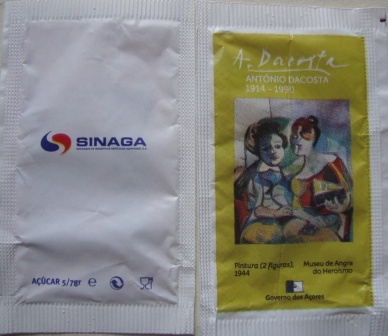 SINAGA
AÇÚCAR 5/7gr e
A. Dacosta
ANTÓNIO DACOSTA
1914 - 1990
Pintura (2 figuras),
1944
Museu de Angra
do Heroísmo
Governo dos Açores